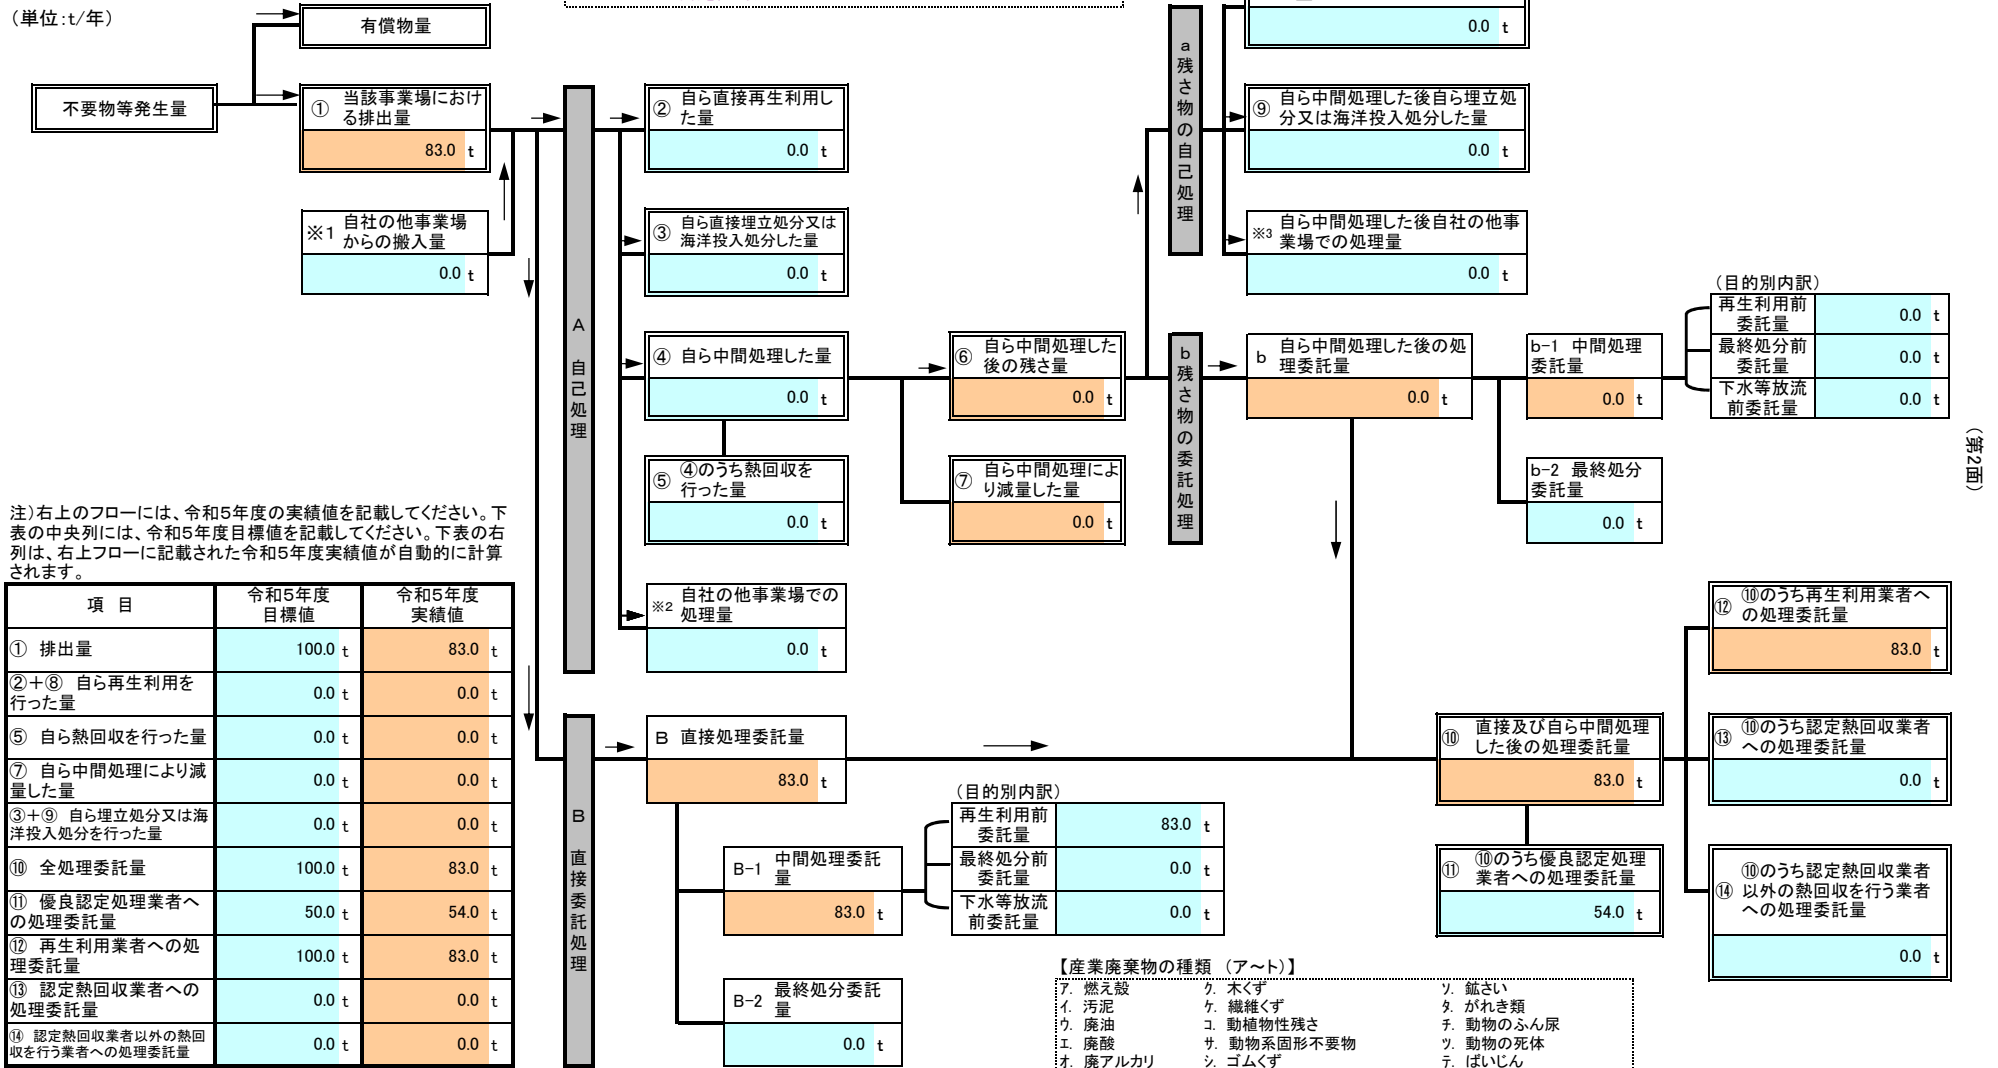 （単位：t/年）
有償物量
不要物等発生量
① 当該事業場におけ
る排出量
83.0 t
※1 自社の他事業場
からの搬入量
0.0 t
A 自己処理
② 自ら直接再生利用し
た量
0.0 t
③ 自ら直接埋立処分又は
海洋投入処分した量
0.0 t
④ 自ら中間処理した量
0.0 t
⑤ ④のうち熱回収を
行った量
0.0 t
※2 自社の他事業場での
処理量
0.0 t
⑥ 自ら中間処理した
後の残さ量
0.0 t
⑦ 自ら中間処理によ
り減量した量
0.0 t
a残さ物の自己処理
0.0 t
⑨ 自ら中間処理した後自ら埋立処
分又は海洋投入処分した量
0.0 t
※3 自ら中間処理した後自社の他事
業場での処理量
0.0 t
b残さ物の委託処理
b 自ら中間処理した後の処
理委託量
0.0 t
b-1 中間処理
委託量
0.0 t
b-2 最終処分
委託量
0.0 t
（目的別内訳）
再生利用前
委託量 0.0 t
最終処分前
委託量 0.0 t
下水等放流
前委託量 0.0 t
（第2面）
注）右上のフローには、令和5年度の実績値を記載してください。下
表の中央列には、令和5年度目標値を記載してください。下表の右
列は、右上フローに記載された令和5年度実績値が自動的に計算
されます。
項 目 令和5年度
目標値 令和5年度
実績値
① 排出量 100.0 t 83.0 t
②＋⑧ 自ら再生利用を
行った量 0.0 t 0.0 t
⑤ 自ら熱回収を行った量 0.0 t 0.0 t
⑦ 自ら中間処理により減
量した量 0.0 t 0.0 t
③＋⑨ 自ら埋立処分又は海
洋投入処分を行った量 0.0 t 0.0 t
⑩ 全処理委託量 100.0 t 83.0 t
⑪ 優良認定処理業者へ
の処理委託量 50.0 t 54.0 t
⑫ 再生利用業者への処
理委託量 100.0 t 83.0 t
⑬ 認定熱回収業者への
処理委託量 0.0 t 0.0 t
⑭ 認定熱回収業者以外の熱回
収を行う業者への処理委託量 0.0 t 0.0 t
B 直接委託処理
B 直接処理委託量
83.0 t
B-1 中間処理委託
量
83.0 t
B-2 最終処分委託
量
0.0 t
（目的別内訳）
再生利用前
委託量 83.0 t
最終処分前
委託量 0.0 t
下水等放流
前委託量 0.0 t
⑩ 直接及び自ら中間処理
した後の処理委託量
83.0 t
⑪ ⑩のうち優良認定処理
業者への処理委託量
54.0 t
⑫ ⑩のうち再生利用業者へ
の処理委託量
83.0 t
⑬ ⑩のうち認定熱回収業者
への処理委託量
0.0 t
⑭ ⑩のうち認定熱回収業者
以外の熱回収を行う業者
への処理委託量
0.0 t
【産業廃棄物の種類 （ア～ト）】
ア. 燃え殻 ク. 木くず ソ. 鉱さい
イ. 汚泥 ケ. 繊維くず タ. がれき類
ウ. 廃油 コ. 動植物性残さ チ. 動物のふん尿
エ. 廃酸 サ. 動物系固形不要物 ツ. 動物の死体
オ. 廃アルカリ シ. ゴムくず テ. ばいじん